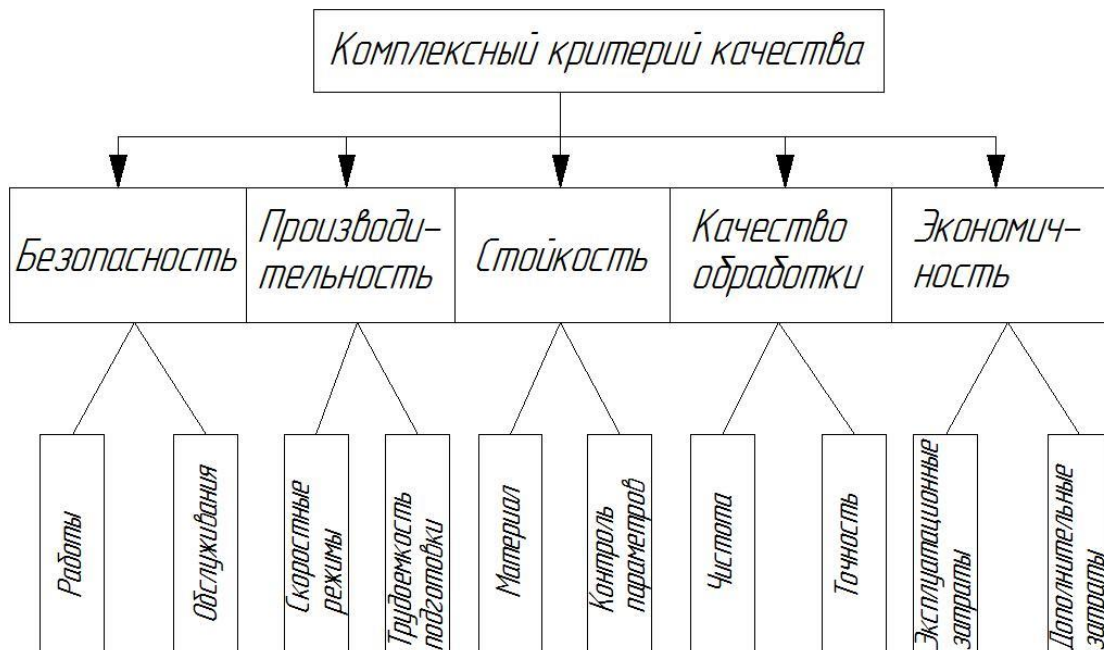 Комплексный критерий качества
Безопасность
Производи-
тельность
Стойкость
Качество
обработки
Экономич-
ность
Работы
Обслуживания
Скоростные
режимы
Трудоемкость
подготовки
Материал
Контроль
параметров
Чистота
Точность
Эксплуатационные
затраты
Дополнительные
затраты